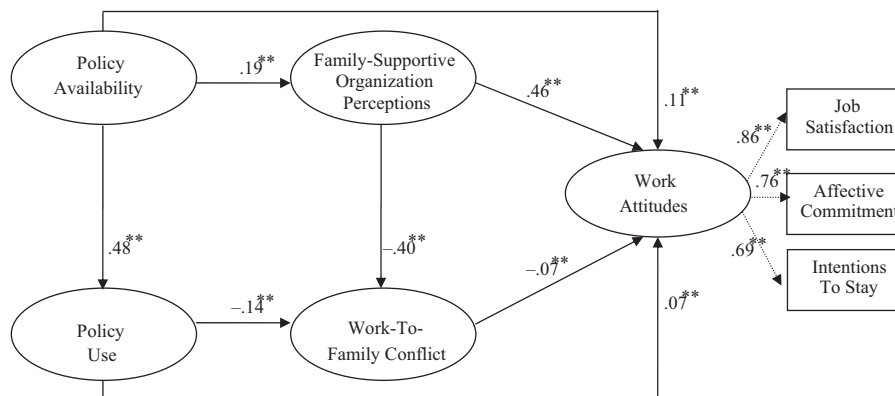 Policy
Availability
.19**
Family-Supportive
Organization
Perceptions
.46**
.11**
Job
Satisfaction
.86**
Work
Attitudes
.76**
Affective
Commitment
.69**
Intentions
To Stay
.48**
–.40**
–.07**
.07**
Policy
Use
–.14**
Work-To-
Family Conflict